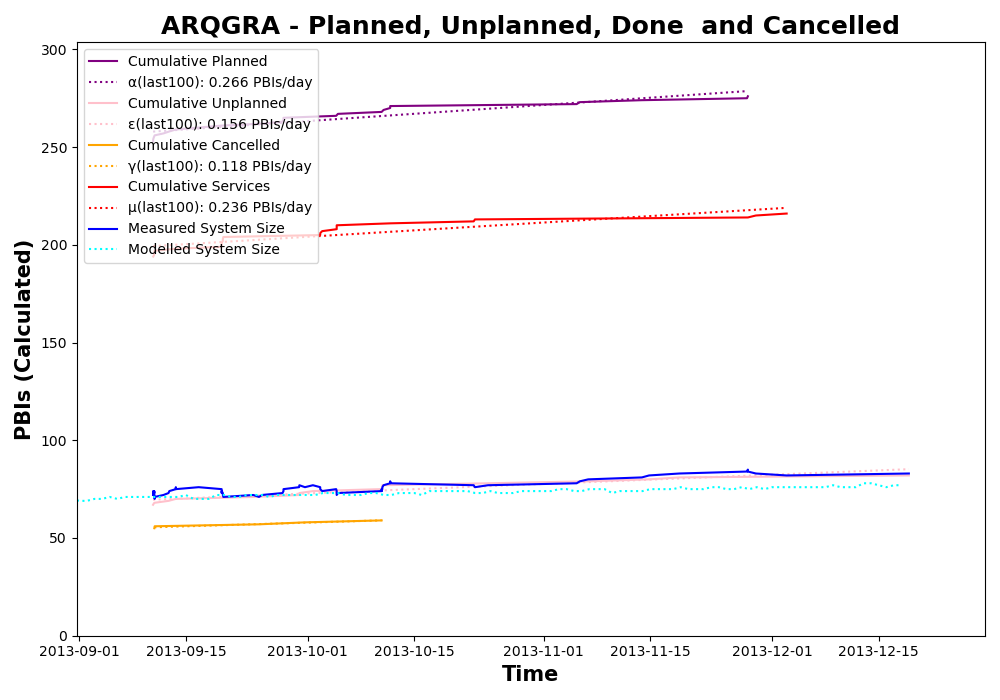 ARQGRA - Planned, Unplanned, Done  and Cancelled
300
250
200
150
100
50
0
PBIs (Calculated)
Cumulative Planned
α(last100): 0.266 PBIs/day
Cumulative Unplanned
ε(last100): 0.156 PBIs/day
Cumulative Cancelled
γ(last100): 0.118 PBIs/day
Cumulative Services
μ(last100): 0.236 PBIs/day
Measured System Size
Modelled System Size
2013-09-01 2013-09-15 2013-10-01 2013-10-15 2013-11-01 2013-11-15 2013-12-01 2013-12-15
Time